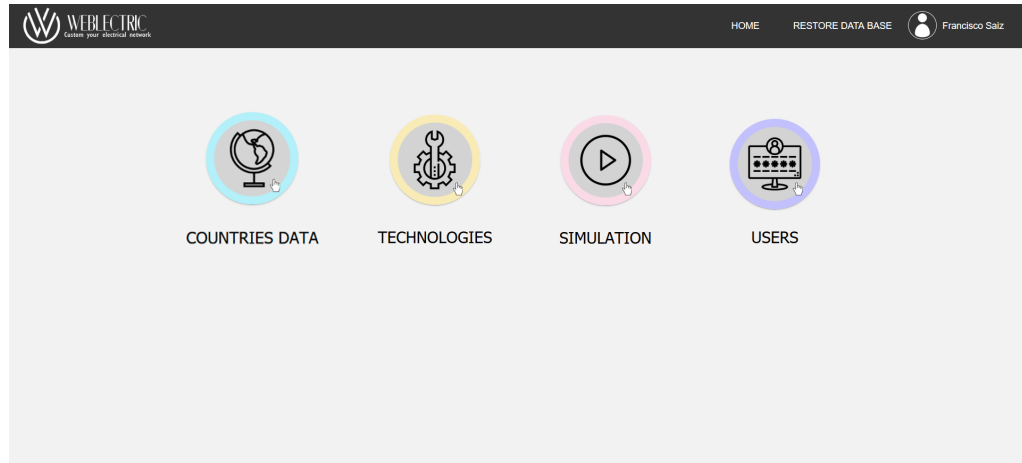 WEBLECTRIC
Custom your electrical network
HOME
RESTORE DATA BASE
Francisco Saiz
COUNTRIES DATA
TECHNOLOGIES
SIMULATION
USERS